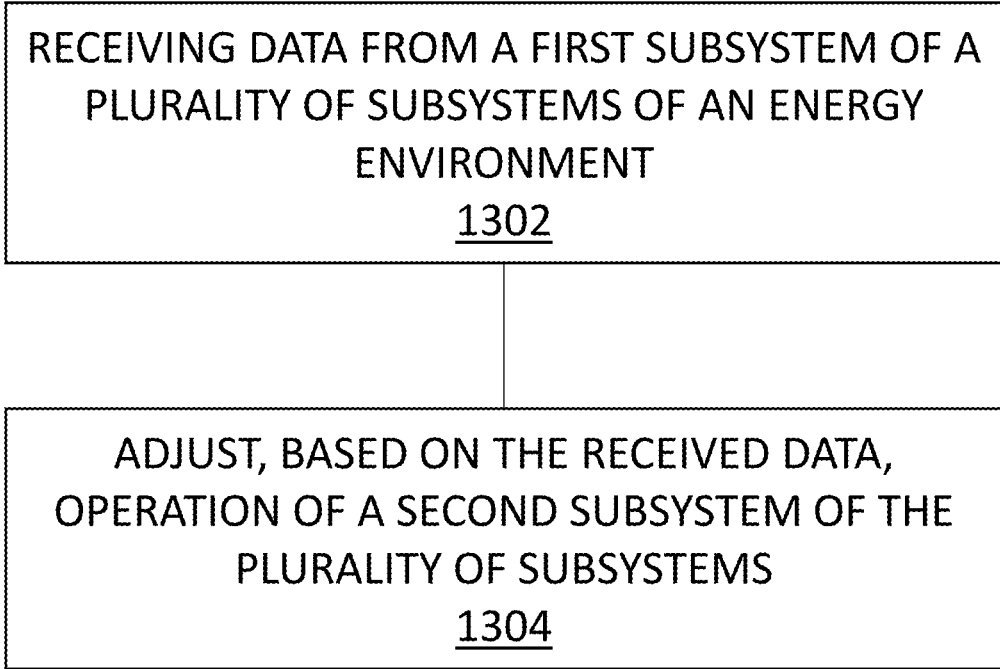 RECEIVING DATA FROM A FIRST SUBSYSTEM OF A
PLURALITY OF SUBSYSTEMS OF AN ENERGY
ENVIRONMENT
1302
ADJUST, BASED ON THE RECEIVED DATA,
OPERATION OF A SECOND SUBSYSTEM OF THE
PLURALITY OF SUBSYSTEMS
1304